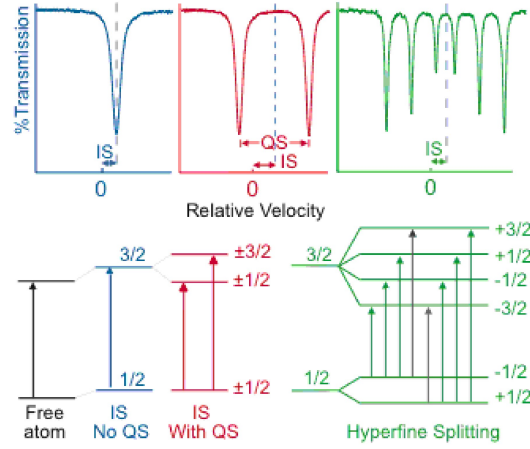 %Transmission
IS
QS
IS
IS
0
0
0
Relative Velocity
3/2
±3/2
±1/2
3/2
+3/2
+1/2
-1/2
-3/2
1/2
±1/2
1/2
-1/2
+1/2
Free
atom
IS
No QS
IS
With QS
Hyperfine Splitting